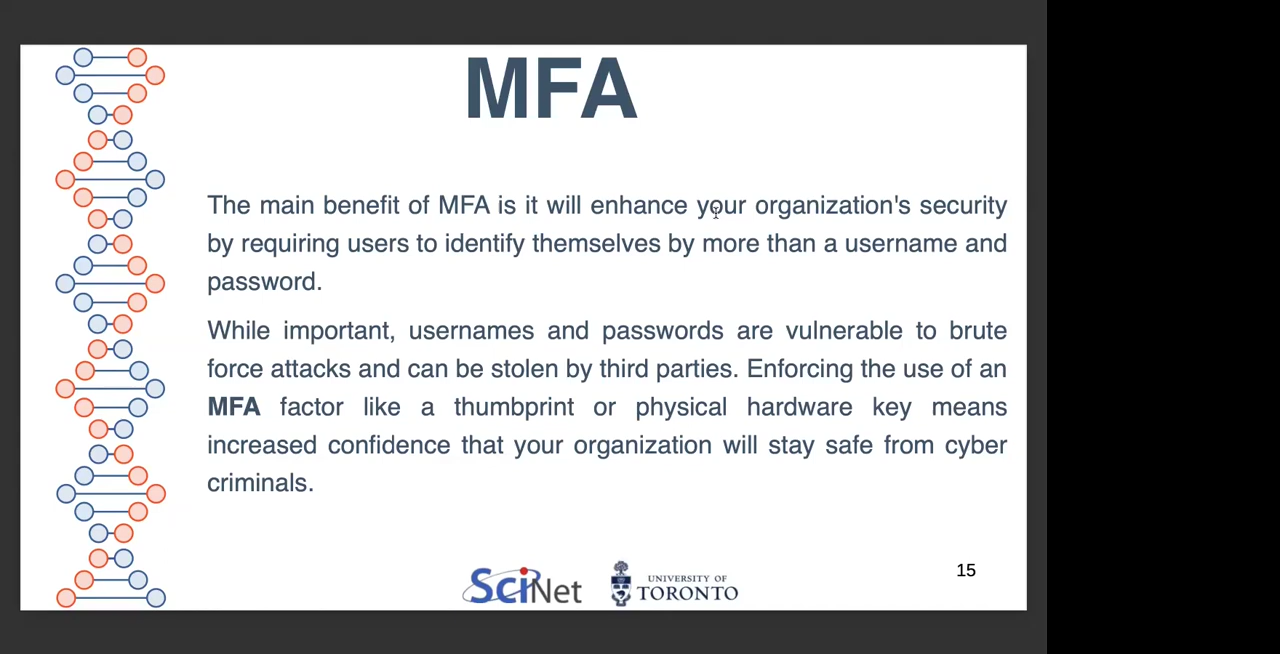 MFA
The main benefit of MFA is it will enhance your organization's security
by requiring users to identify themselves by more than a username and
password.
While important, usernames and passwords are vulnerable to brute
force attacks and can be stolen by third parties. Enforcing the use of an
MFA factor like a thumbprint or physical hardware key means
increased confidence that your organization will stay safe from cyber
criminals.
SciNet
UNIVERSITY OF
TORONTO
15